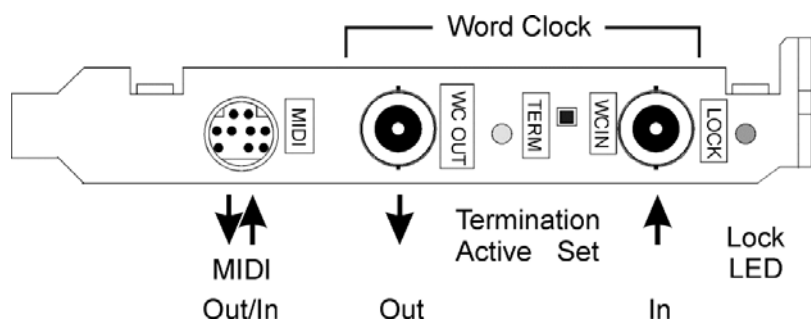 Word Clock
MIDI
WC OUT
TERM
WCIN
LOCK
Termination
Active Set
Lock
LED
MIDI
Out/In
Out
In